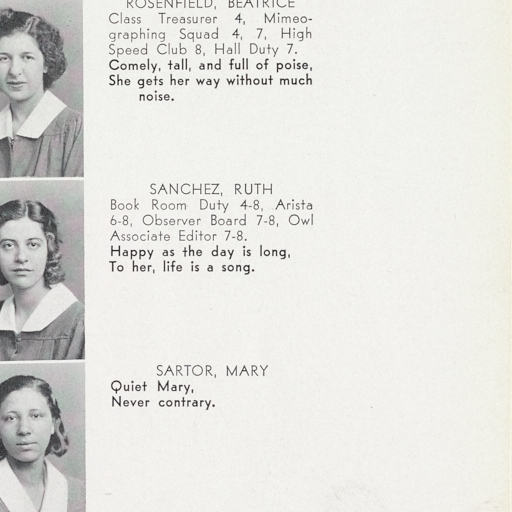 ROSENFIELD, BEATRICE
Class Treasurer 4, Mimeo-
graphing Squad 4, 7, High
Speed Club 8, Hall Duty 7.
Comely, tall, and full of poise,
She gets her way without much
noise.
SANCHEZ, RUTH
Book Room Duty 4-8, Arista
6-8, Observer Board 7-8, Owl
Associate Editor 7-8.
Happy as the day is long,
To her, life is a song.
SARTOR, MARY
Quiet Mary,
Never contrary.